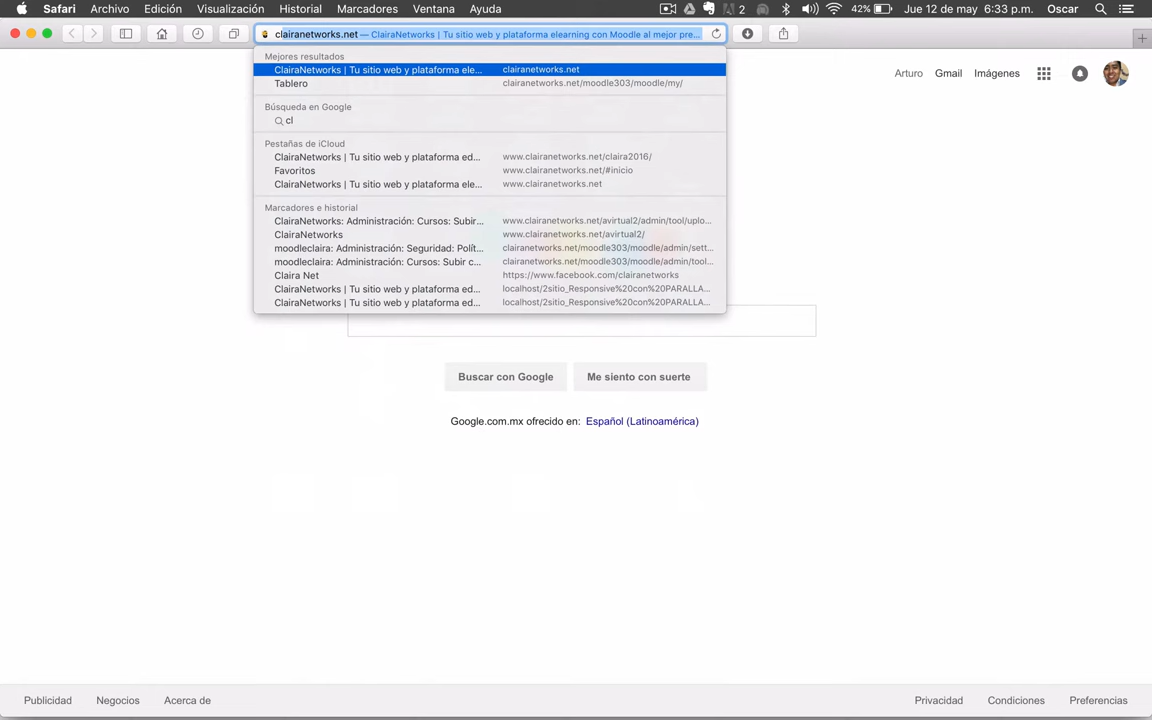 Safari Archivo Edición Visualización Historial Marcadores Ventana Ayuda 2 42% Jue 12 de may 6:33 p.m. Oscar
clairanetworks.net — ClairaNetworks | Tu sitio web y plataforma elearning con Moodle al mejor pre...
Mejores resultados
ClairaNetworks | Tu sitio web y plataforma ele... clairanetworks.net
Tablero clairanetworks.net/moodle303/moodle/my/
Arturo Gmail Imágenes
Búsqueda en Google
cl
Pestañas de iCloud
ClairaNetworks | Tu sitio web y plataforma ed... www.clairanetworks.net/claira2016/
Favoritos www.clairanetworks.net/#inicio
ClairaNetworks | Tu sitio web y plataforma ele... www.clairanetworks.net
Marcadores e historial
ClairaNetworks: Administración: Cursos: Subir... www.clairanetworks.net/avirtual2/admin/tool/uplo...
ClairaNetworks www.clairanetworks.net/avirtual2/
moodleclaira: Administración: Seguridad: Polít... clairanetworks.net/moodle303/moodle/admin/sett...
moodleclaira: Administración: Cursos: Subir c... clairanetworks.net/moodle303/moodle/admin/tool...
Claira Net https://www.facebook.com/clairanetworks
ClairaNetworks | Tu sitio web y plataforma ed... localhost/2sitio_Responsive%20con%20PARALLA...
ClairaNetworks | Tu sitio web y plataforma ed... localhost/2sitio_Responsive%20con%20PARALLA...
Buscar con Google Me siento con suerte
Google.com.mx ofrecido en: Español (Latinoamérica)
Publicidad Negocios Acerca de Privacidad Condiciones Preferencias